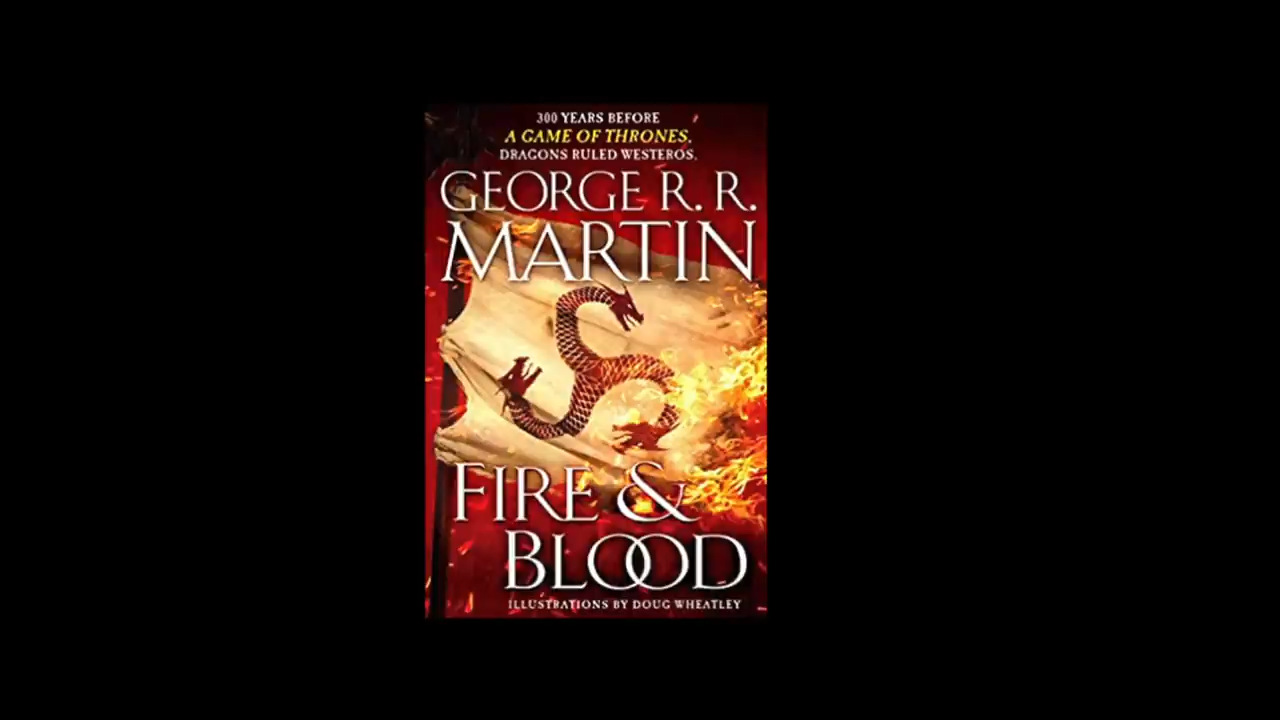 300 YEARS BEFORE
A GAME OF THRONES,
DRAGONS RULED WESTEROS.
GEORGE R. R.
MARTIN
FIRE &
BLOOD
ILLUSTRATIONS BY DOUG WHEATLEY